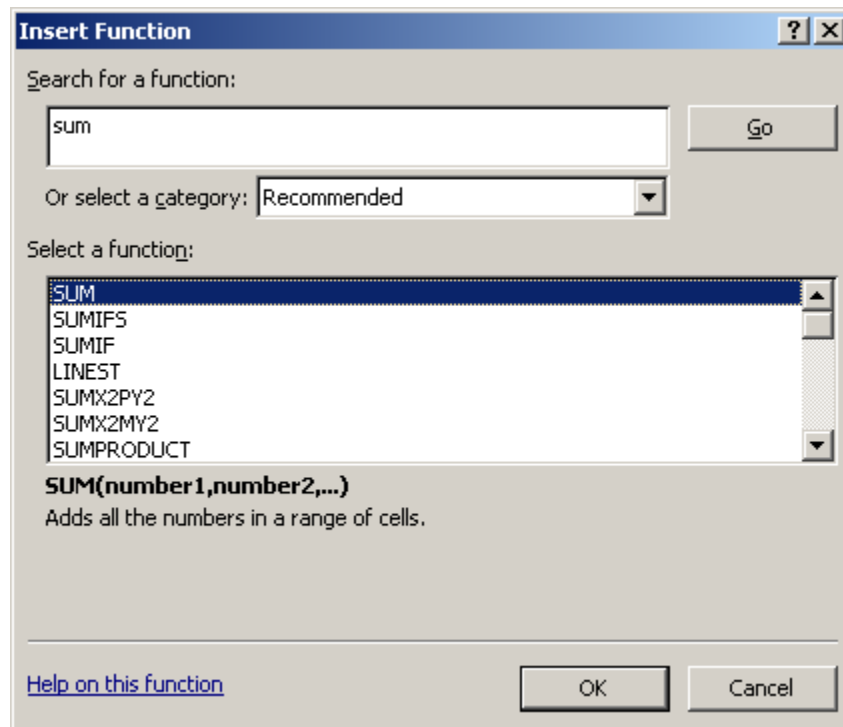 Insert Function
Search for a function:
sum
Go
Or select a category: Recommended
Select a function:
SUM
SUMIFS
SUMIF
LINEST
SUMX2PY2
SUMX2MY2
SUMPRODUCT
SUM(number1,number2,...)
Adds all the numbers in a range of cells.
Help on this function
OK
Cancel